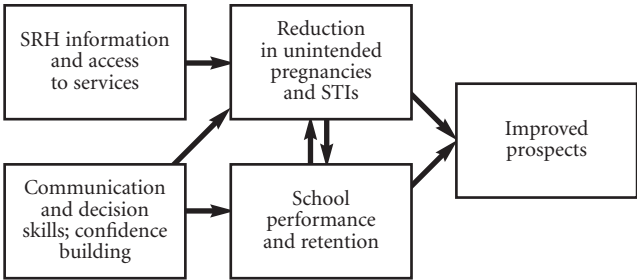 SRH information
and access
to services
Reduction
in unintended
pregnancies
and STIs
Communication
and decision
skills; confidence
building
School
performance
and retention
Improved
prospects